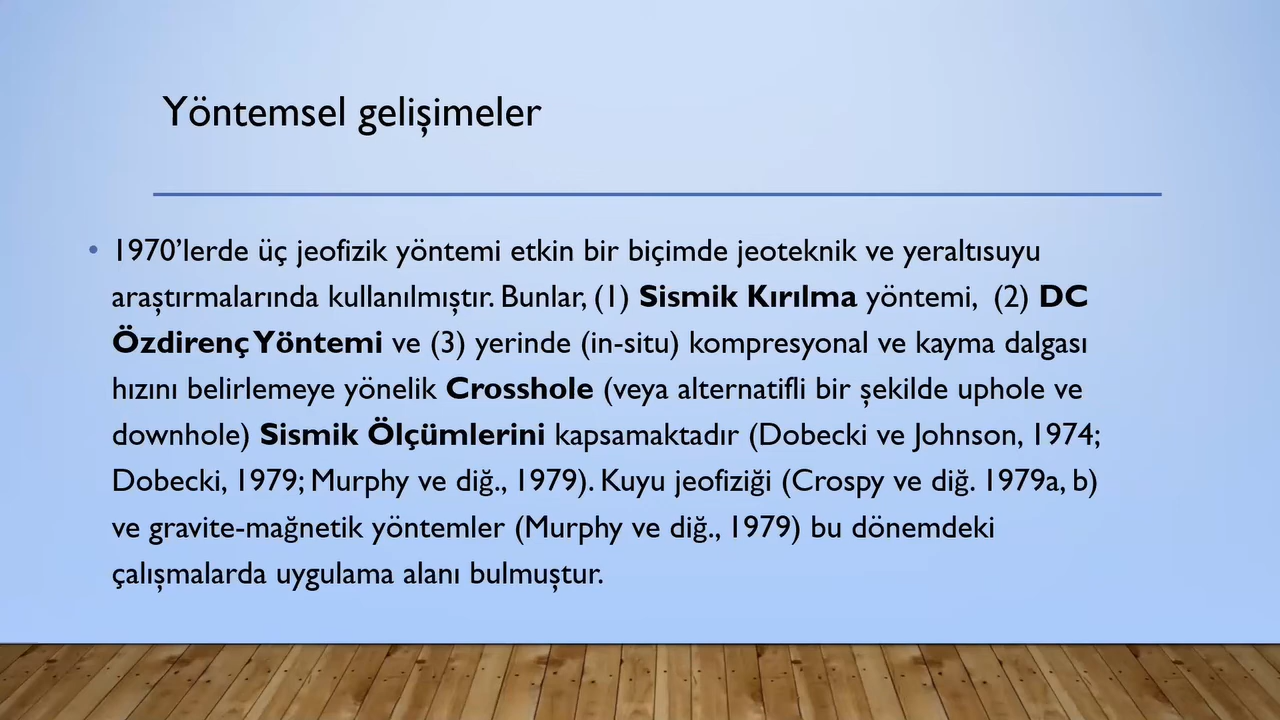 Yöntemsel gelişimeler
• 1970’lerde üç jeofizik yöntemi etkin bir biçimde jeoteknik ve yeraltısuyu
araştırmalarında kullanılmıştır. Bunlar, (1) Sismik Kırılma yöntemi, (2) DC
Özdirenç Yöntemi ve (3) yerinde (in-situ) kompresyonal ve kayma dalgası
hızını belirlemeye yönelik Crosshole (veya alternatifli bir şekilde uphole ve
downhole) Sismik Ölçümlerini kapsamaktadır (Dobecki ve Johnson, 1974;
Dobecki, 1979; Murphy ve diğ., 1979). Kuyu jeofiziği (Crospy ve diğ. 1979a, b)
ve gravite-mağnetik yöntemler (Murphy ve diğ., 1979) bu dönemdeki
çalışmalarda uygulama alanı bulmuştur.